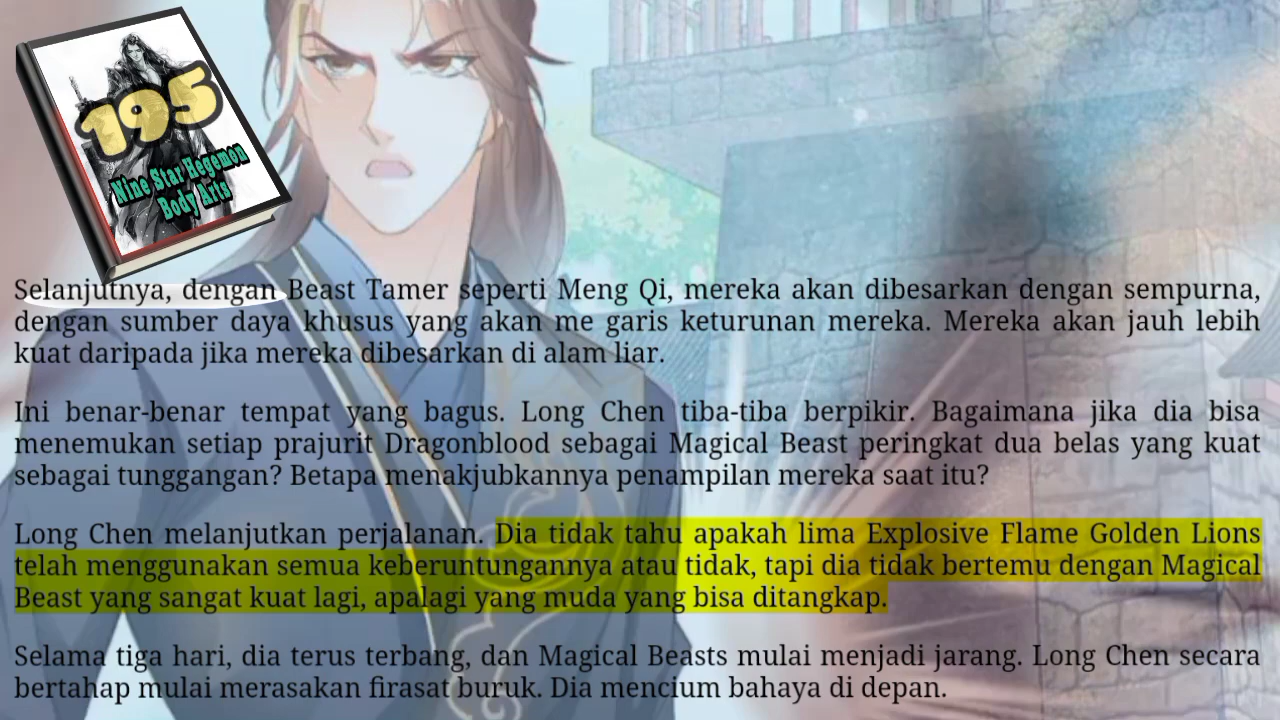 195
Nine Star Hegemon
Body Arts
Selanjutnya, dengan Beast Tamer seperti Meng Qi, mereka akan dibesarkan dengan sempurna,
dengan sumber daya khusus yang akan me garis keturunan mereka. Mereka akan jauh lebih
kuat daripada jika mereka dibesarkan di alam liar.
Ini benar-benar tempat yang bagus. Long Chen tiba-tiba berpikir. Bagaimana jika dia bisa
menemukan setiap prajurit Dragonblood sebagai Magical Beast peringkat dua belas yang kuat
sebagai tunggangan? Betapa menakjubkannya penampilan mereka saat itu?
Long Chen melanjutkan perjalanan. Dia tidak tahu apakah lima Explosive Flame Golden Lions
telah menggunakan semua keberuntungannya atau tidak, tapi dia tidak bertemu dengan Magical
Beast yang sangat kuat lagi, apalagi yang muda yang bisa ditangkap.
Selama tiga hari, dia terus terbang, dan Magical Beasts mulai menjadi jarang. Long Chen secara
bertahap mulai merasakan firasat buruk. Dia mencium bahaya di depan.